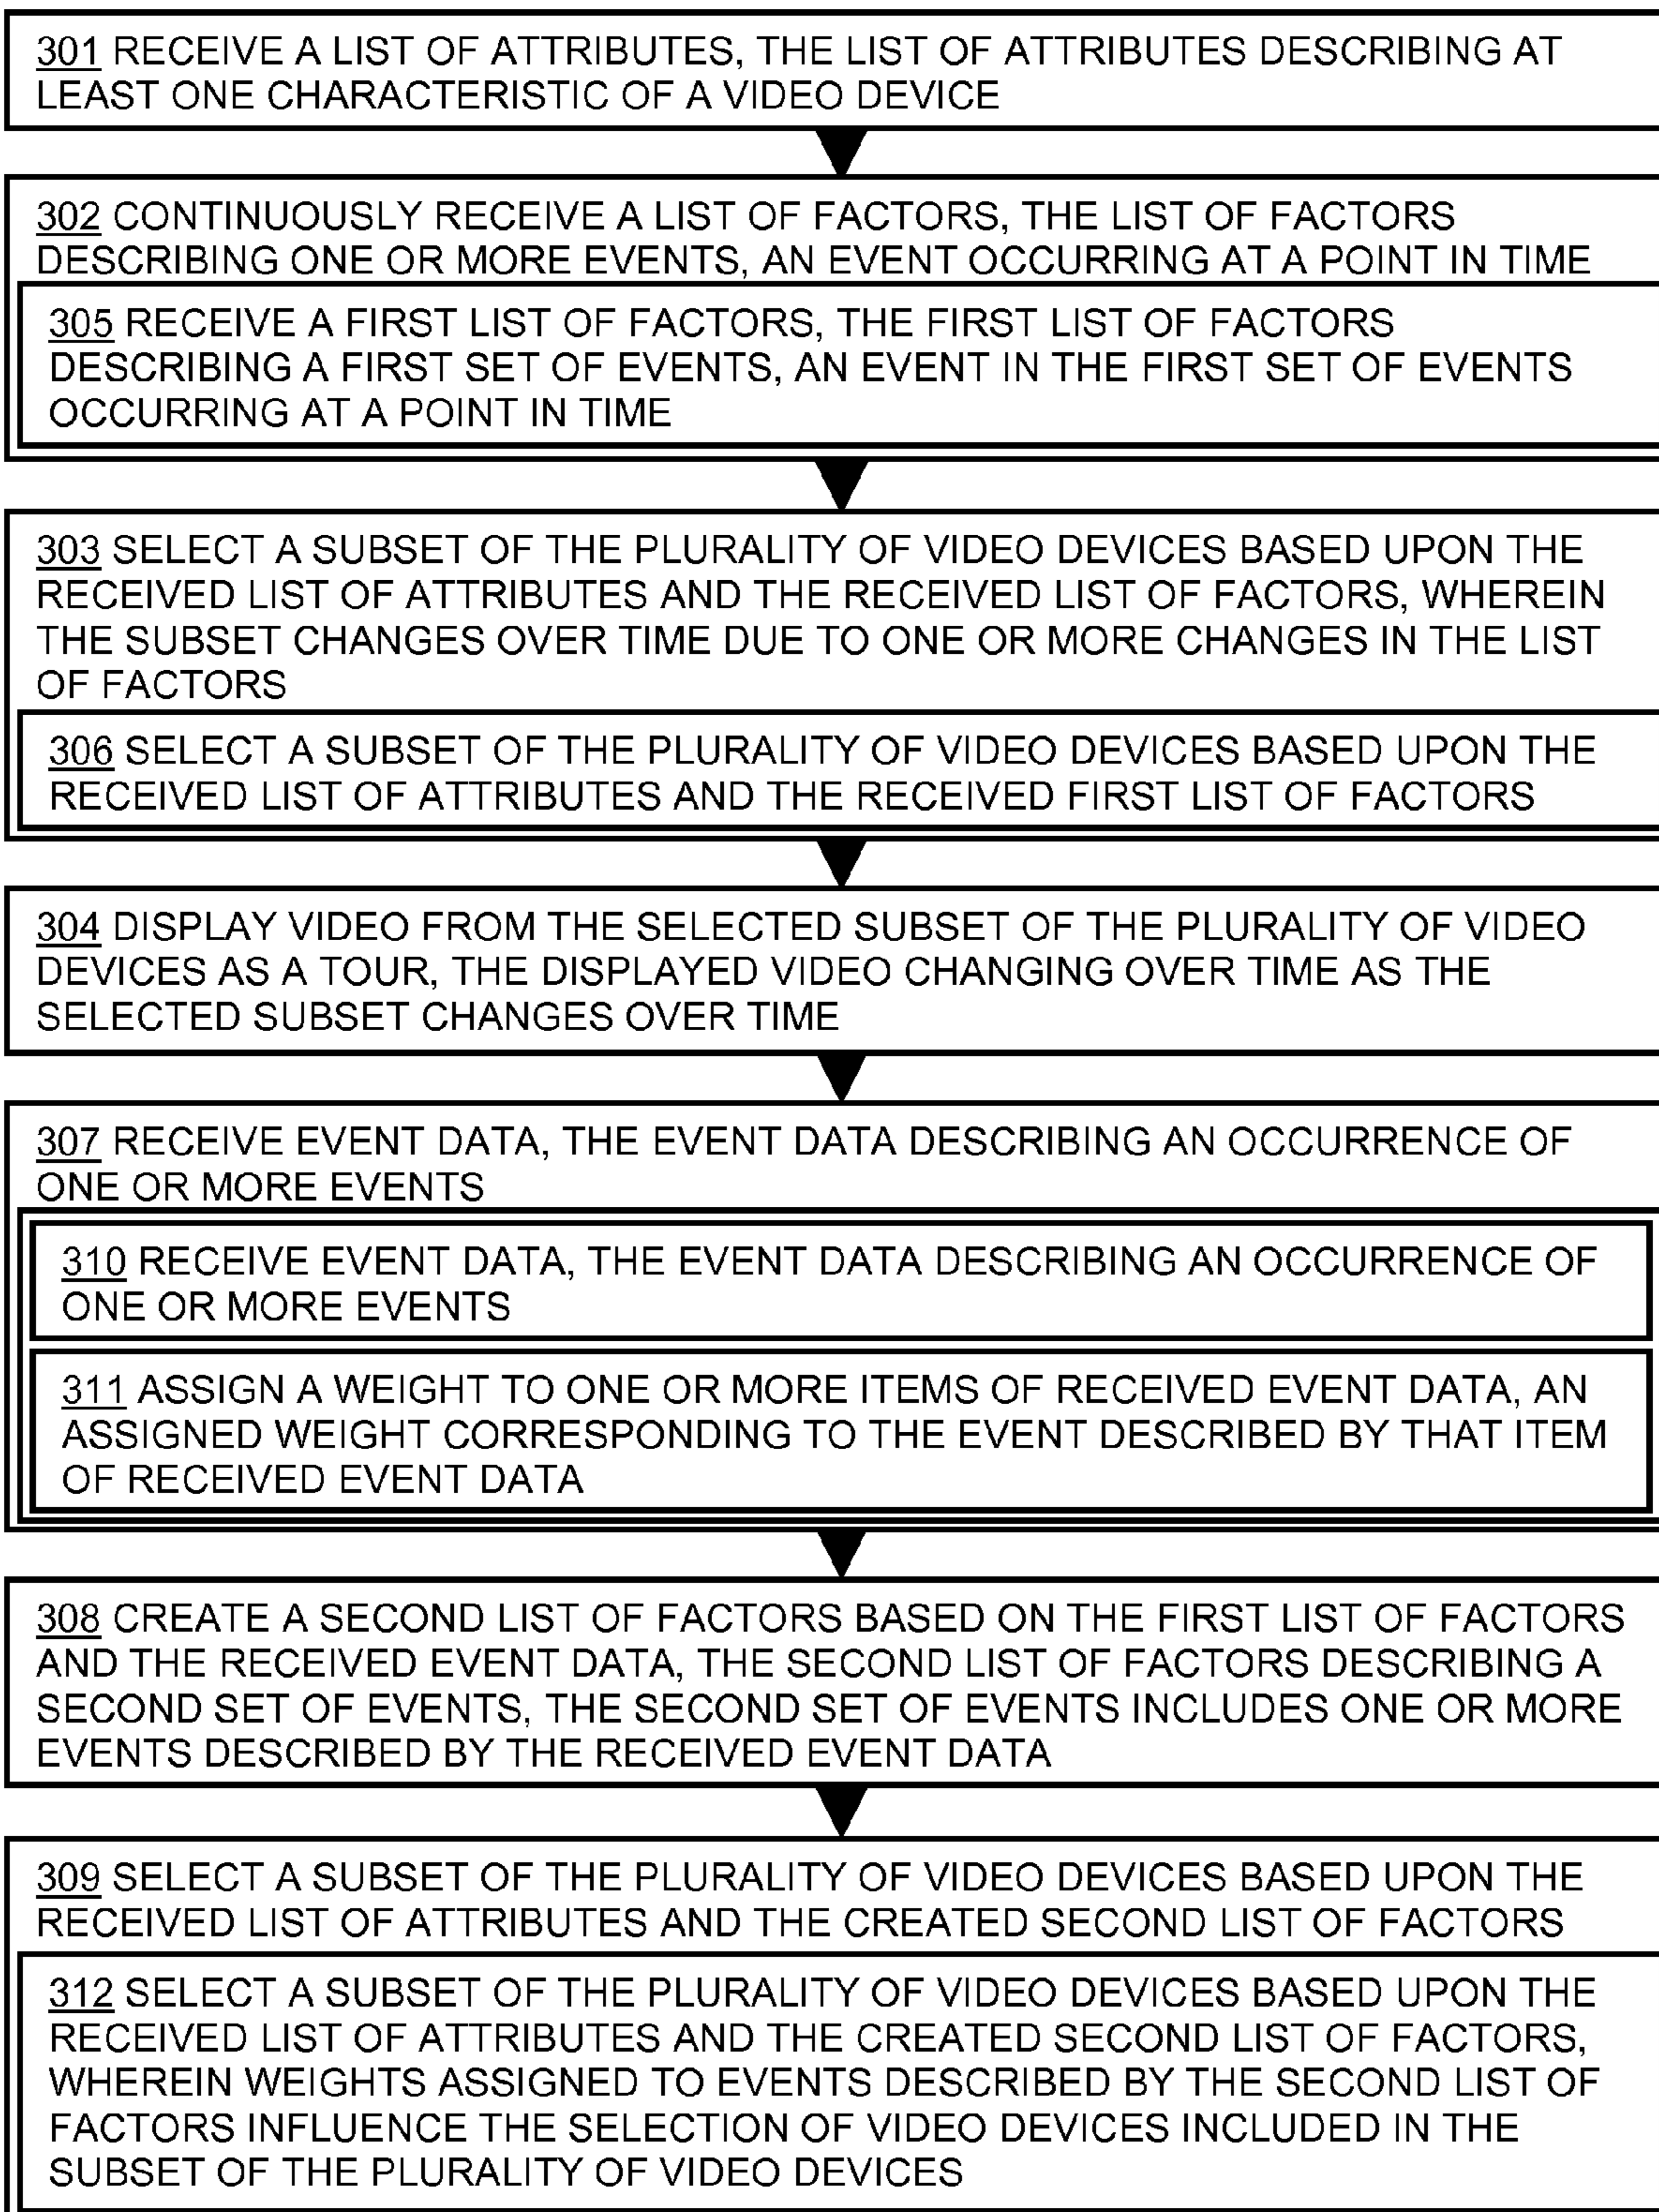 301 RECEIVE A LIST OF ATTRIBUTES, THE LIST OF ATTRIBUTES DESCRIBING AT
LEAST ONE CHARACTERISTIC OF A VIDEO DEVICE
302 CONTINUOUSLY RECEIVE A LIST OF FACTORS, THE LIST OF FACTORS
DESCRIBING ONE OR MORE EVENTS, AN EVENT OCCURRING AT A POINT IN TIME
305 RECEIVE A FIRST LIST OF FACTORS, THE FIRST LIST OF FACTORS
DESCRIBING A FIRST SET OF EVENTS, AN EVENT IN THE FIRST SET OF EVENTS
OCCURRING AT A POINT IN TIME
303 SELECT A SUBSET OF THE PLURALITY OF VIDEO DEVICES BASED UPON THE
RECEIVED LIST OF ATTRIBUTES AND THE RECEIVED LIST OF FACTORS, WHEREIN
THE SUBSET CHANGES OVER TIME DUE TO ONE OR MORE CHANGES IN THE LIST
OF FACTORS
306 SELECT A SUBSET OF THE PLURALITY OF VIDEO DEVICES BASED UPON THE
RECEIVED LIST OF ATTRIBUTES AND THE RECEIVED FIRST LIST OF FACTORS
304 DISPLAY VIDEO FROM THE SELECTED SUBSET OF THE PLURALITY OF VIDEO
DEVICES AS A TOUR, THE DISPLAYED VIDEO CHANGING OVER TIME AS THE
SELECTED SUBSET CHANGES OVER TIME
307 RECEIVE EVENT DATA, THE EVENT DATA DESCRIBING AN OCCURRENCE OF
ONE OR MORE EVENTS
310 RECEIVE EVENT DATA, THE EVENT DATA DESCRIBING AN OCCURRENCE OF
ONE OR MORE EVENTS
311 ASSIGN A WEIGHT TO ONE OR MORE ITEMS OF RECEIVED EVENT DATA, AN
ASSIGNED WEIGHT CORRESPONDING TO THE EVENT DESCRIBED BY THAT ITEM
OF RECEIVED EVENT DATA
308 CREATE A SECOND LIST OF FACTORS BASED ON THE FIRST LIST OF FACTORS
AND THE RECEIVED EVENT DATA, THE SECOND LIST OF FACTORS DESCRIBING A
SECOND SET OF EVENTS, THE SECOND SET OF EVENTS INCLUDES ONE OR MORE
EVENTS DESCRIBED BY THE RECEIVED EVENT DATA
309 SELECT A SUBSET OF THE PLURALITY OF VIDEO DEVICES BASED UPON THE
RECEIVED LIST OF ATTRIBUTES AND THE CREATED SECOND LIST OF FACTORS
312 SELECT A SUBSET OF THE PLURALITY OF VIDEO DEVICES BASED UPON THE
RECEIVED LIST OF ATTRIBUTES AND THE CREATED SECOND LIST OF FACTORS,
WHEREIN WEIGHTS ASSIGNED TO EVENTS DESCRIBED BY THE SECOND LIST OF
FACTORS INFLUENCE THE SELECTION OF VIDEO DEVICES INCLUDED IN THE
SUBSET OF THE PLURALITY OF VIDEO DEVICES